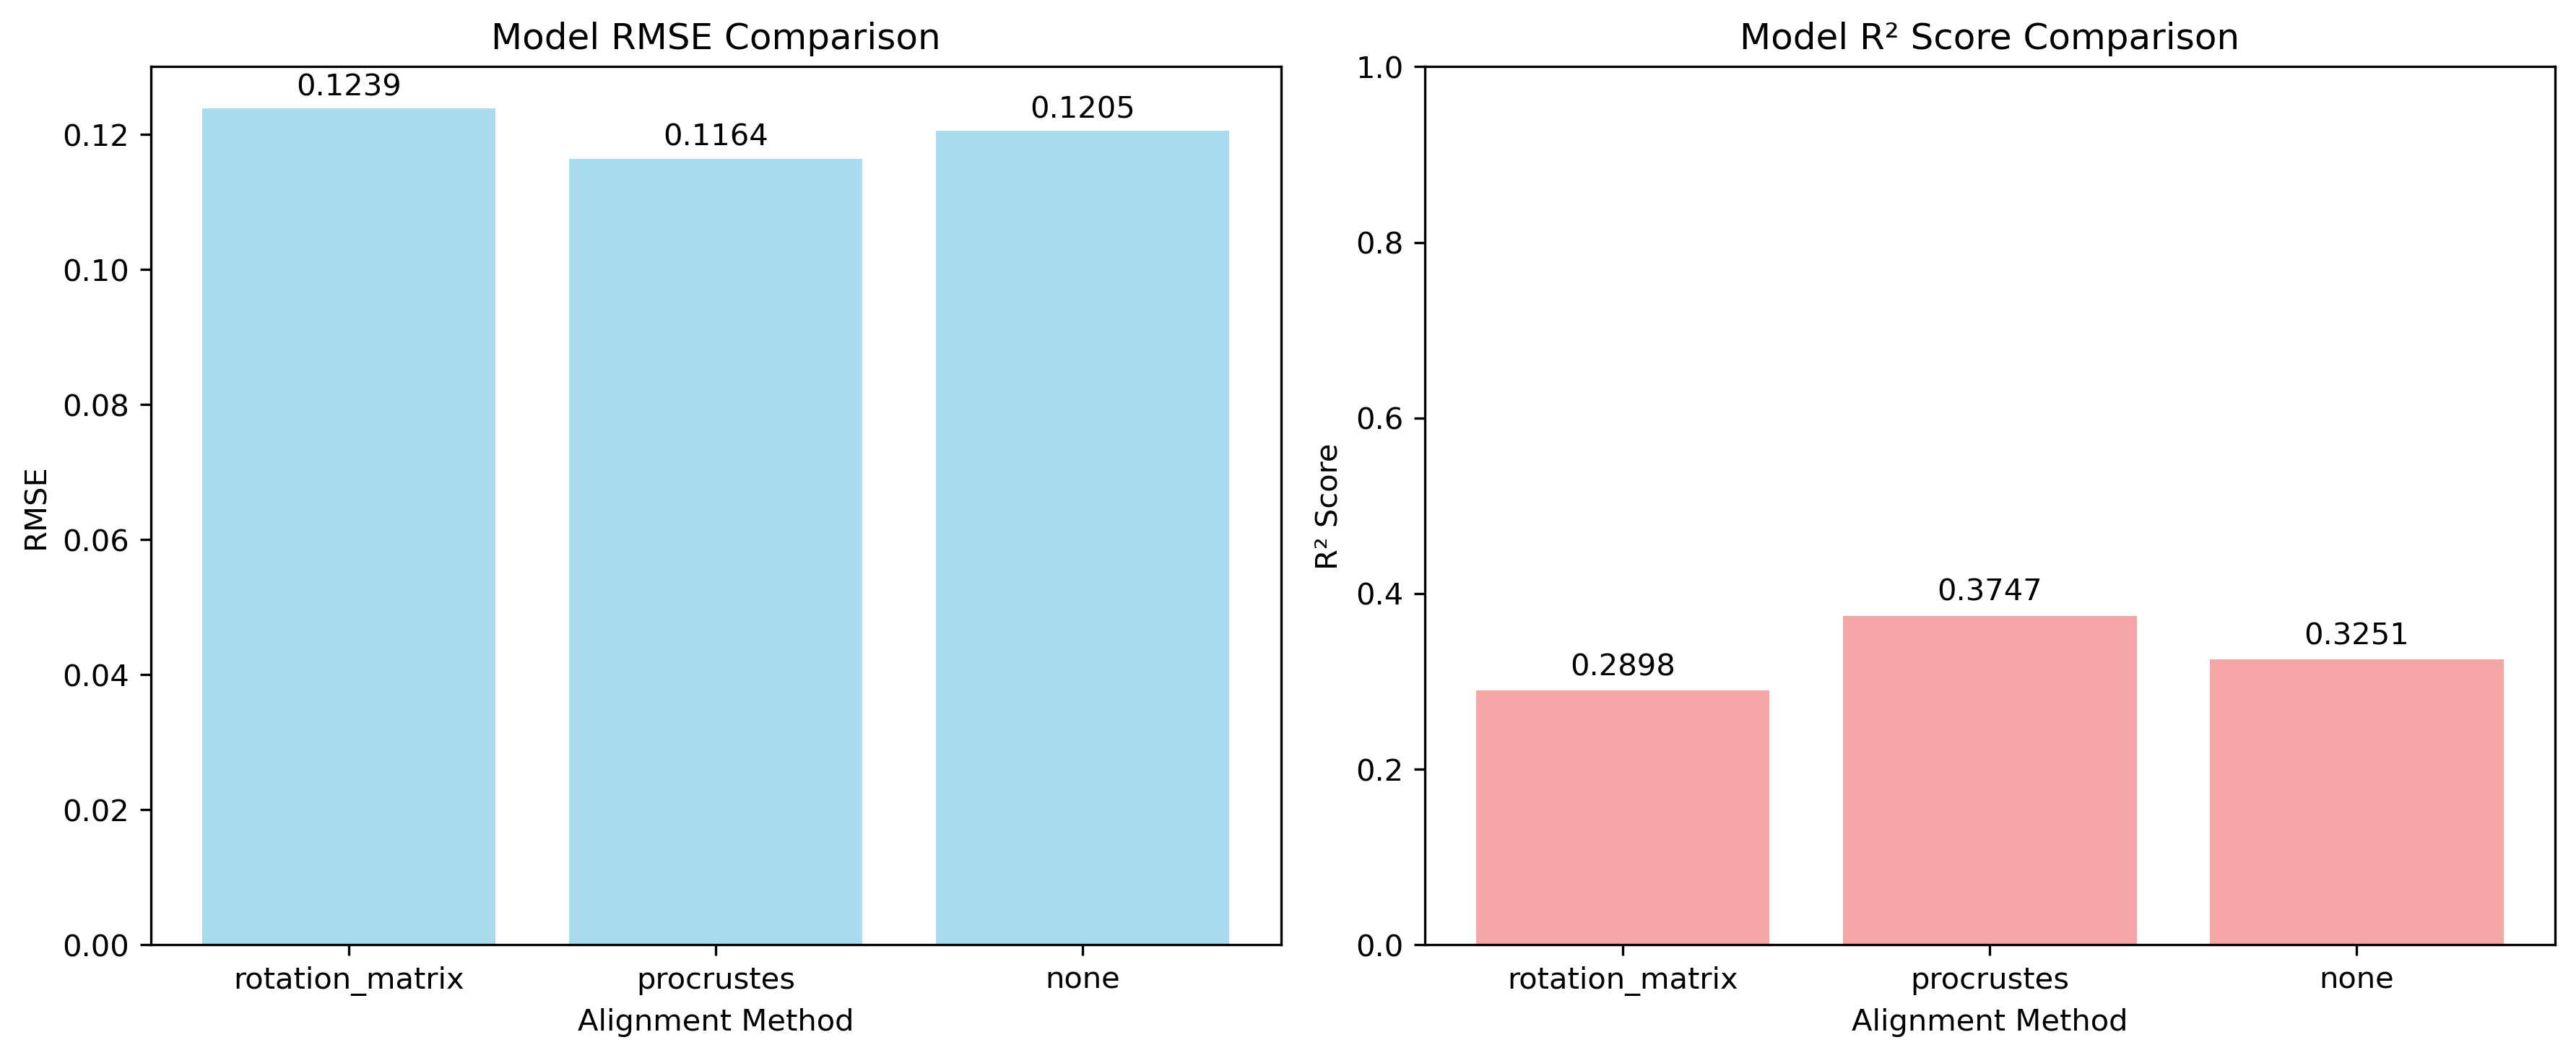 Model RMSE Comparison
0.1239
0.1164
0.1205
0.12
0.10
0.08
0.06
0.04
0.02
0.00
RMSE
rotation_matrix
procrustes
none
Alignment Method
Model R² Score Comparison
1.0
0.8
0.6
0.4
0.2
0.0
R² Score
0.2898
0.3747
0.3251
rotation_matrix
procrustes
none
Alignment Method